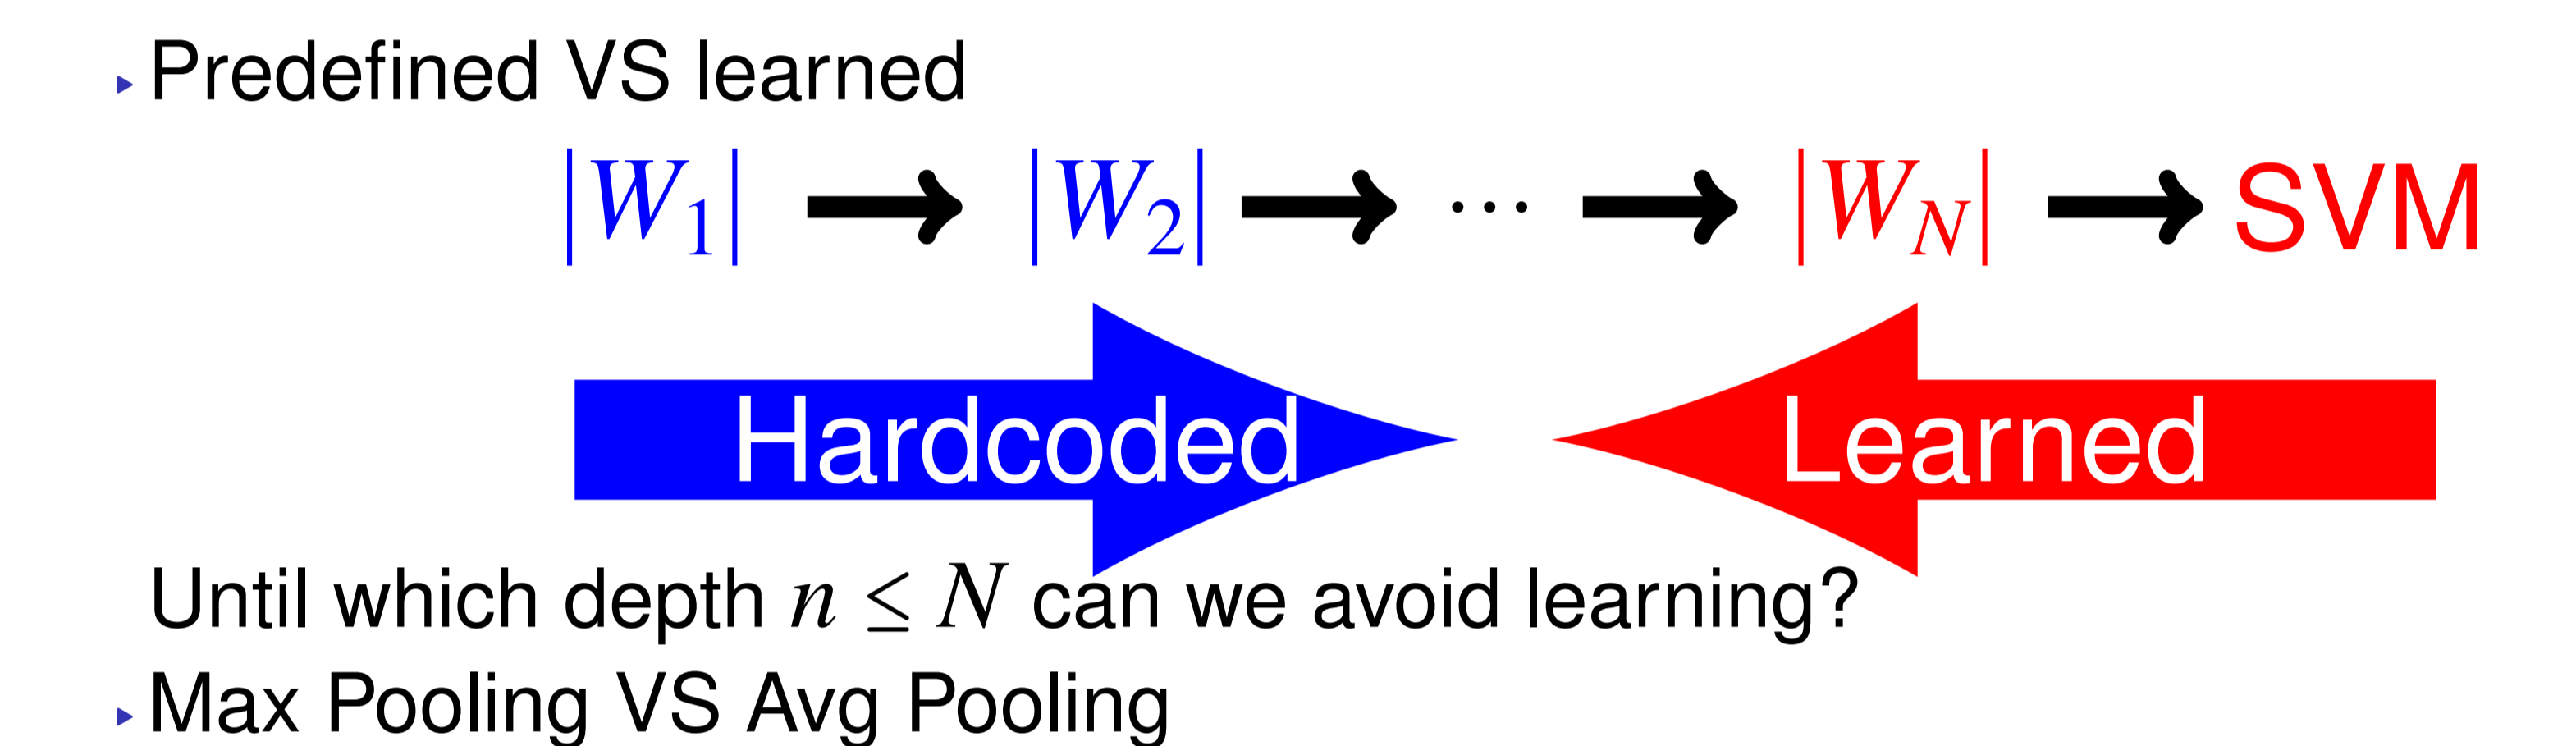 ▸ Predefined VS learned
|W₁| → |W₂| → ··· → |W_N| → SVM
Hardcoded Learned
Until which depth n ≤ N can we avoid learning?
▸ Max Pooling VS Avg Pooling